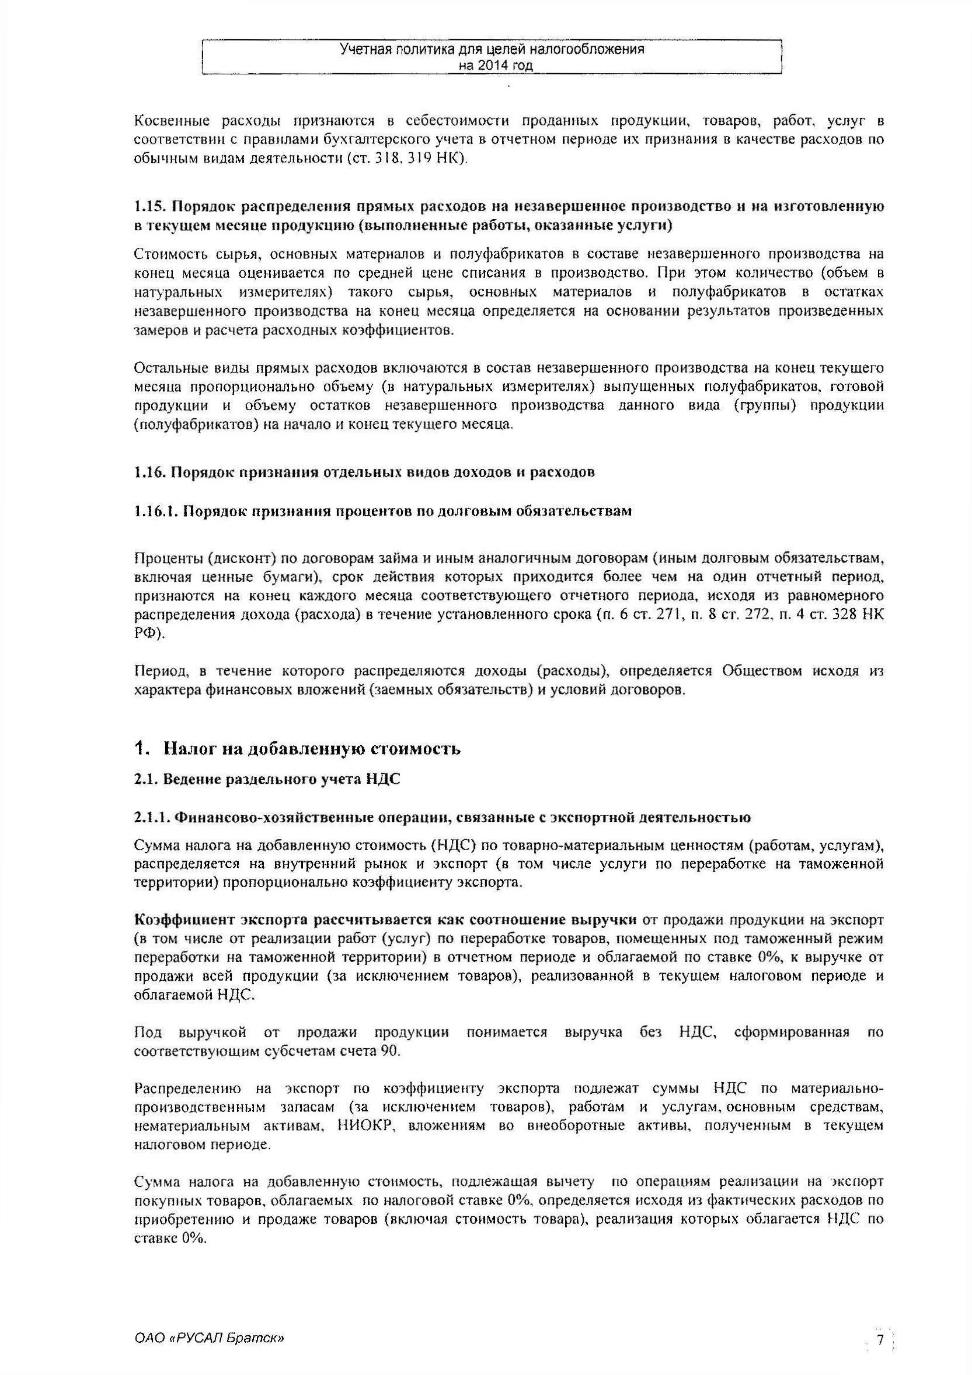 Учетная политика для целей налогообложения
на 2014 год
Косвенные расходы признаются в себестоимости проданных продукции, товаров, работ, услуг в
соответствии с правилами бухгалтерского учета в отчетном периоде их признания в качестве расходов по
обычным видам деятельности (ст. 318, 319 НК).
1.15. Порядок распределения прямых расходов на незавершенное производство и на изготовленную
в текущем месяце продукцию (выполненные работы, оказанные услуги)
Стоимость сырья, основных материалов и полуфабрикатов в составе незавершенного производства на
конец месяца оценивается по средней цене списания в производство. При этом количество (объем в
натуральных измерителях) такого сырья, основных материалов и полуфабрикатов в остатках
незавершенного производства на конец месяца определяется на основании результатов произведенных
замеров и расчета расходных коэффициентов.
Остальные виды прямых расходов включаются в состав незавершенного производства на конец текущего
месяца пропорционально объему (в натуральных измерителях) выпущенных полуфабрикатов, готовой
продукции и объему остатков незавершенного производства данного вида (группы) продукции
(полуфабрикатов) на начало и конец текущего месяца.
1.16. Порядок признания отдельных видов доходов и расходов
1.16.1. Порядок признания процентов по долговым обязательствам
Проценты (дисконт) по договорам займа и иным аналогичным договорам (иным долговым обязательствам,
включая ценные бумаги), срок действия которых приходится более чем на один отчетный период,
признаются на конец каждого месяца соответствующего отчетного периода, исходя из равномерного
распределения дохода (расхода) в течение установленного срока (п. 6 ст. 271, п. 8 ст. 272, п. 4 ст. 328 НК
РФ).
Период, в течение которого распределяются доходы (расходы), определяется Обществом исходя из
характера финансовых вложений (заемных обязательств) и условий договоров.
1. Налог на добавленную стоимость
2.1. Ведение раздельного учета НДС
2.1.1. Финансово-хозяйственные операции, связанные с экспортной деятельностью
Сумма налога на добавленную стоимость (НДС) по товарно-материальным ценностям (работам, услугам),
распределяется на внутренний рынок и экспорт (в том числе услуги по переработке на таможенной
территории) пропорционально коэффициенту экспорта.
Коэффициент экспорта рассчитывается как соотношение выручки от продажи продукции на экспорт
(в том числе от реализации работ (услуг) по переработке товаров, помещенных под таможенный режим
переработки на таможенной территории) в отчетном периоде и облагаемой по ставке 0%, к выручке от
продажи всей продукции (за исключением товаров), реализованной в текущем налоговом периоде и
облагаемой НДС.
Под выручкой от продажи продукции понимается выручка без НДС, сформированная по
соответствующим субсчетам счета 90.
Распределению на экспорт по коэффициенту экспорта подлежат суммы НДС по материально-
производственным запасам (за исключением товаров), работам и услугам, основным средствам,
нематериальным активам, НИОКР, вложениям во внеоборотные активы, полученным в текущем
налоговом периоде.
Сумма налога на добавленную стоимость, подлежащая вычету по операциям реализации на экспорт
покупных товаров, облагаемых по налоговой ставке 0%, определяется исходя из фактических расходов по
приобретению и продаже товаров (включая стоимость товара), реализация которых облагается НДС по
ставке 0%.
ОАО «РУСАЛ Братск»
7